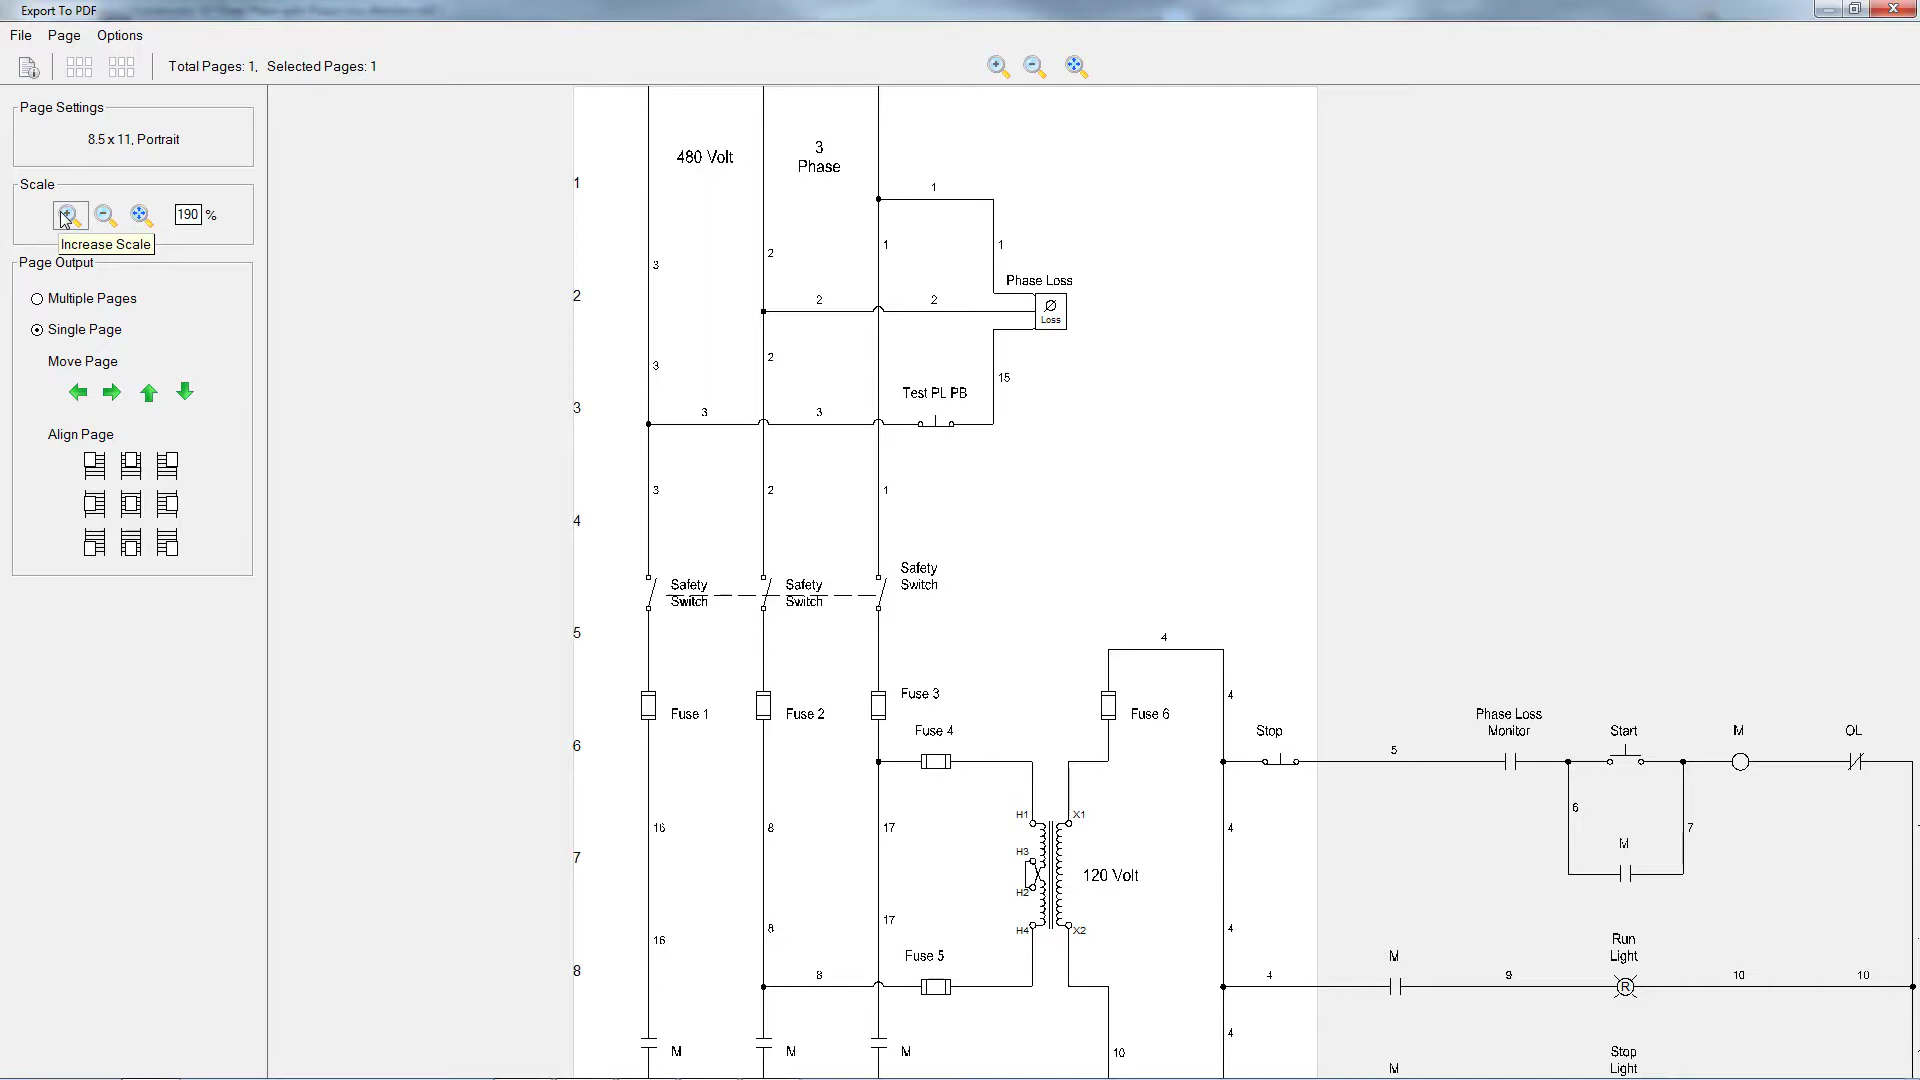 Export To PDF
File Page Options
Total Pages: 1, Selected Pages: 1
Page Settings
8.5 x 11, Portrait
Scale
190 %
Increase Scale
Page Output
Multiple Pages
Single Page
Move Page
Align Page
480 Volt
3
Phase
1
1
3
2
1
1
Phase Loss
2
2
2
Loss
3
2
15
Test PL PB
3
3
3
3
2
1
4
Safety
Switch
Safety
Switch
Safety
Switch
5
4
Fuse 1
Fuse 2
Fuse 3
4
Fuse 6
Fuse 4
Stop
Phase Loss
Monitor
Start
M
OL
6
5
6
7
H1
X1
16
8
17
4
M
H3
7
120 Volt
H2
17
16
8
H4
X2
4
Run
Light
Fuse 5
M
8
8
4
9
10
10
4
M
M
M
10
Stop
Light
M